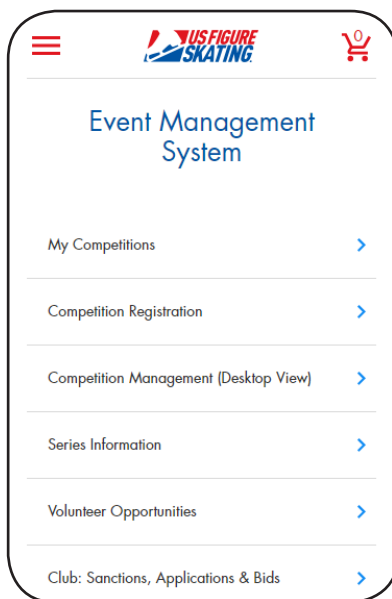 US FIGURE
SKATING
0
Event Management
System
My Competitions
Competition Registration
Competition Management (Desktop View)
Series Information
Volunteer Opportunities
Club: Sanctions, Applications & Bids